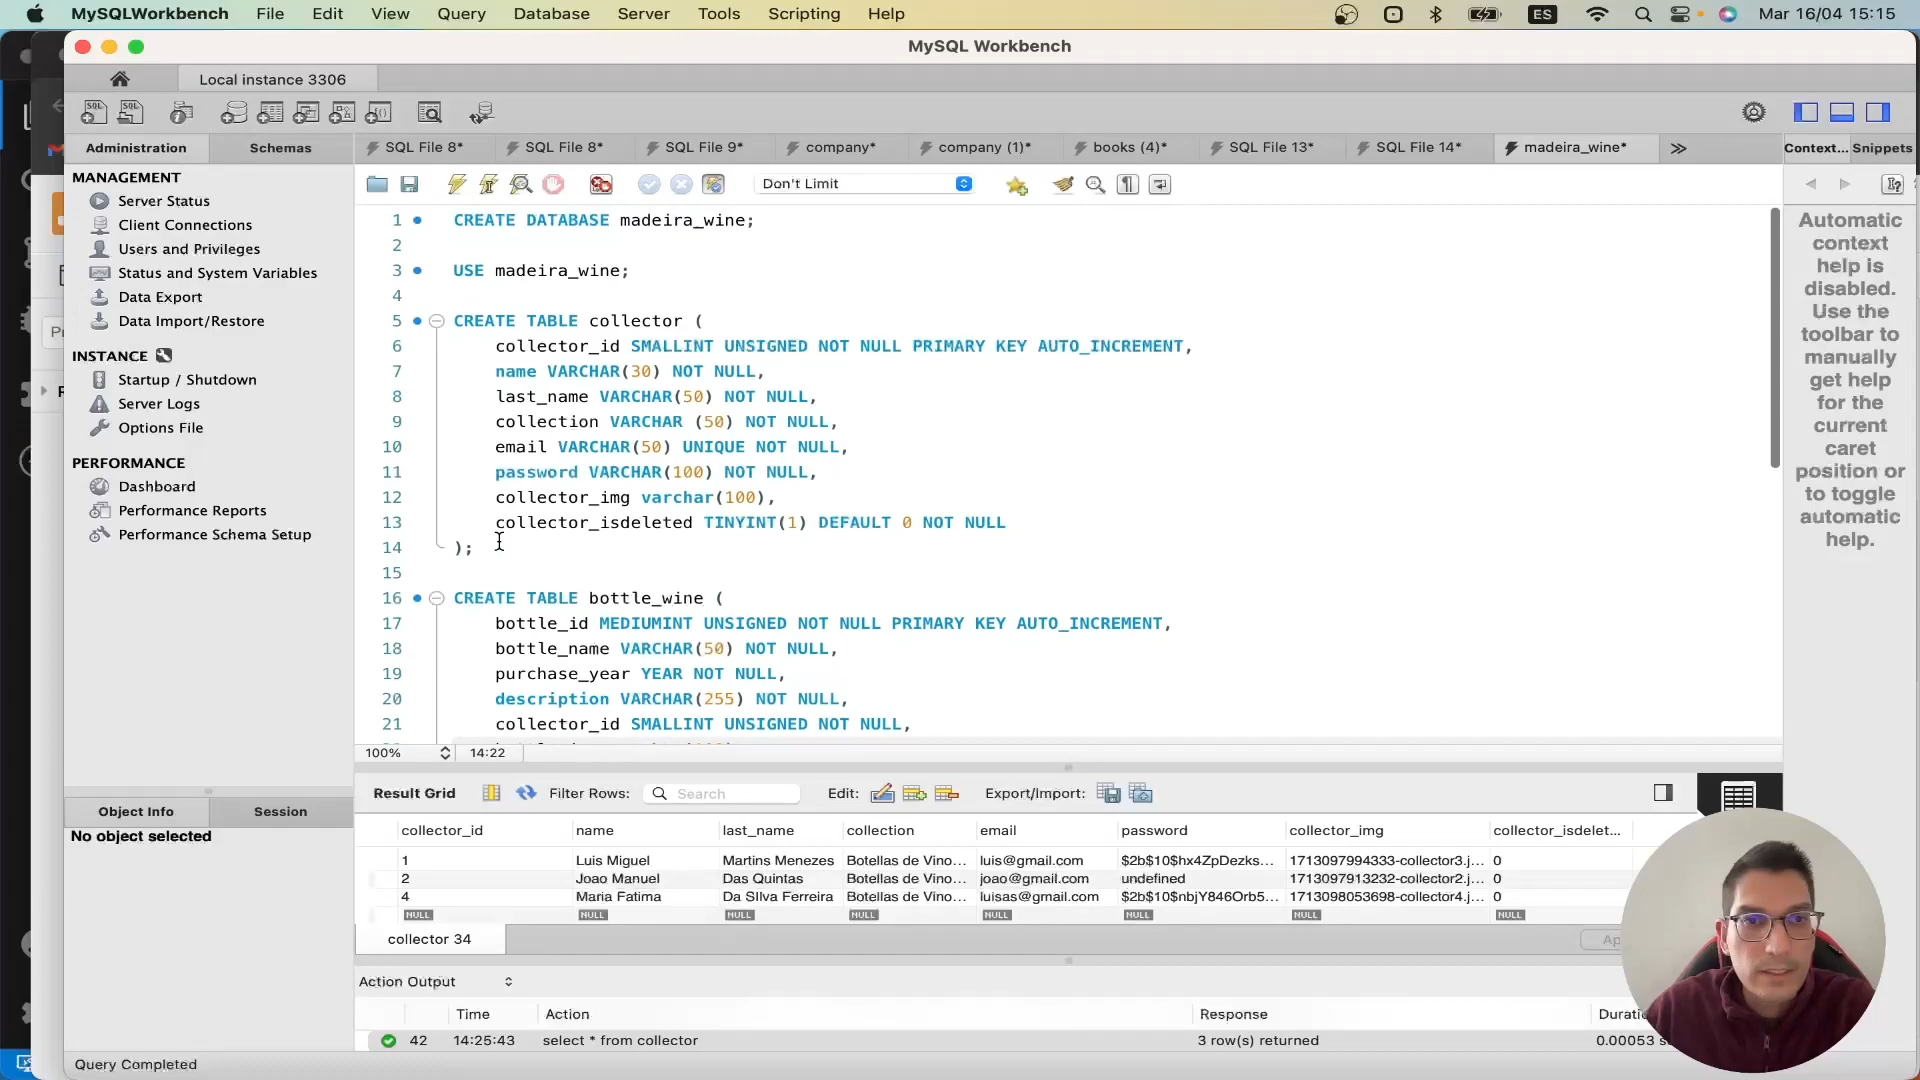 MySQLWorkbench File Edit View Query Database Server Tools Scripting Help
ES Mar 16/04 15:15
MySQL Workbench
Local instance 3306
Administration Schemas
SQL File 8* SQL File 8* SQL File 9* company* company (1)* books (4)* SQL File 13* SQL File 14* madeira_wine*
Context... Snippets
MANAGEMENT
Server Status
Client Connections
Users and Privileges
Status and System Variables
Data Export
Data Import/Restore
INSTANCE
Startup / Shutdown
Server Logs
Options File
PERFORMANCE
Dashboard
Performance Reports
Performance Schema Setup
Object Info Session
No object selected
Don't Limit
1 CREATE DATABASE madeira_wine;
2
3 USE madeira_wine;
4
5 CREATE TABLE collector (
6 collector_id SMALLINT UNSIGNED NOT NULL PRIMARY KEY AUTO_INCREMENT,
7 name VARCHAR(30) NOT NULL,
8 last_name VARCHAR(50) NOT NULL,
9 collection VARCHAR (50) NOT NULL,
10 email VARCHAR(50) UNIQUE NOT NULL,
11 password VARCHAR(100) NOT NULL,
12 collector_img varchar(100),
13 collector_isdeleted TINYINT(1) DEFAULT 0 NOT NULL
14 );
15
16 CREATE TABLE bottle_wine (
17 bottle_id MEDIUMINT UNSIGNED NOT NULL PRIMARY KEY AUTO_INCREMENT,
18 bottle_name VARCHAR(50) NOT NULL,
19 purchase_year YEAR NOT NULL,
20 description VARCHAR(255) NOT NULL,
21 collector_id SMALLINT UNSIGNED NOT NULL,
100% 14:22
Automatic
context
help is
disabled.
Use the
toolbar to
manually
get help
for the
current
caret
position or
to toggle
automatic
help.
Result Grid Filter Rows: Search Edit: Export/Import:
collector_id name last_name collection email password collector_img collector_isdelet...
1 Luis Miguel Martins Menezes Botellas de Vino... luis@gmail.com $2b$10$hx4ZpDezks... 1713097994333-collector3.j... 0
2 Joao Manuel Das Quintas Botellas de Vino... joao@gmail.com undefined 1713097913232-collector2.j... 0
4 Maria Fatima Da SIlva Ferreira Botellas de Vino... luisas@gmail.com $2b$10$nbjY846Orb5... 1713098053698-collector4.j... 0
NULL NULL NULL NULL NULL NULL NULL NULL
collector 34
Action Output
Time Action Response
42 14:25:43 select * from collector 3 row(s) returned 0.00053
Query Completed